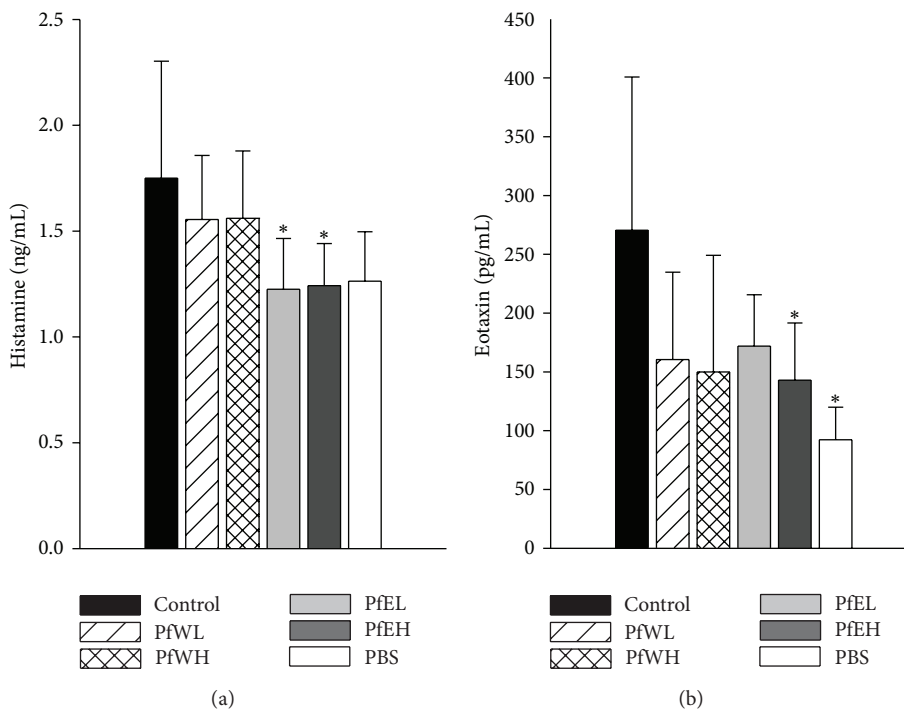 2.5
2.0
1.5
1.0
0.5
0.0
Histamine (ng/mL)
* *
Control
PfWL
PfWH
PfEL
PfEH
PBS
(a)
450
400
350
300
250
200
150
100
50
0
Eotaxin (pg/mL)
*
*
Control
PfWL
PfWH
PfEL
PfEH
PBS
(b)